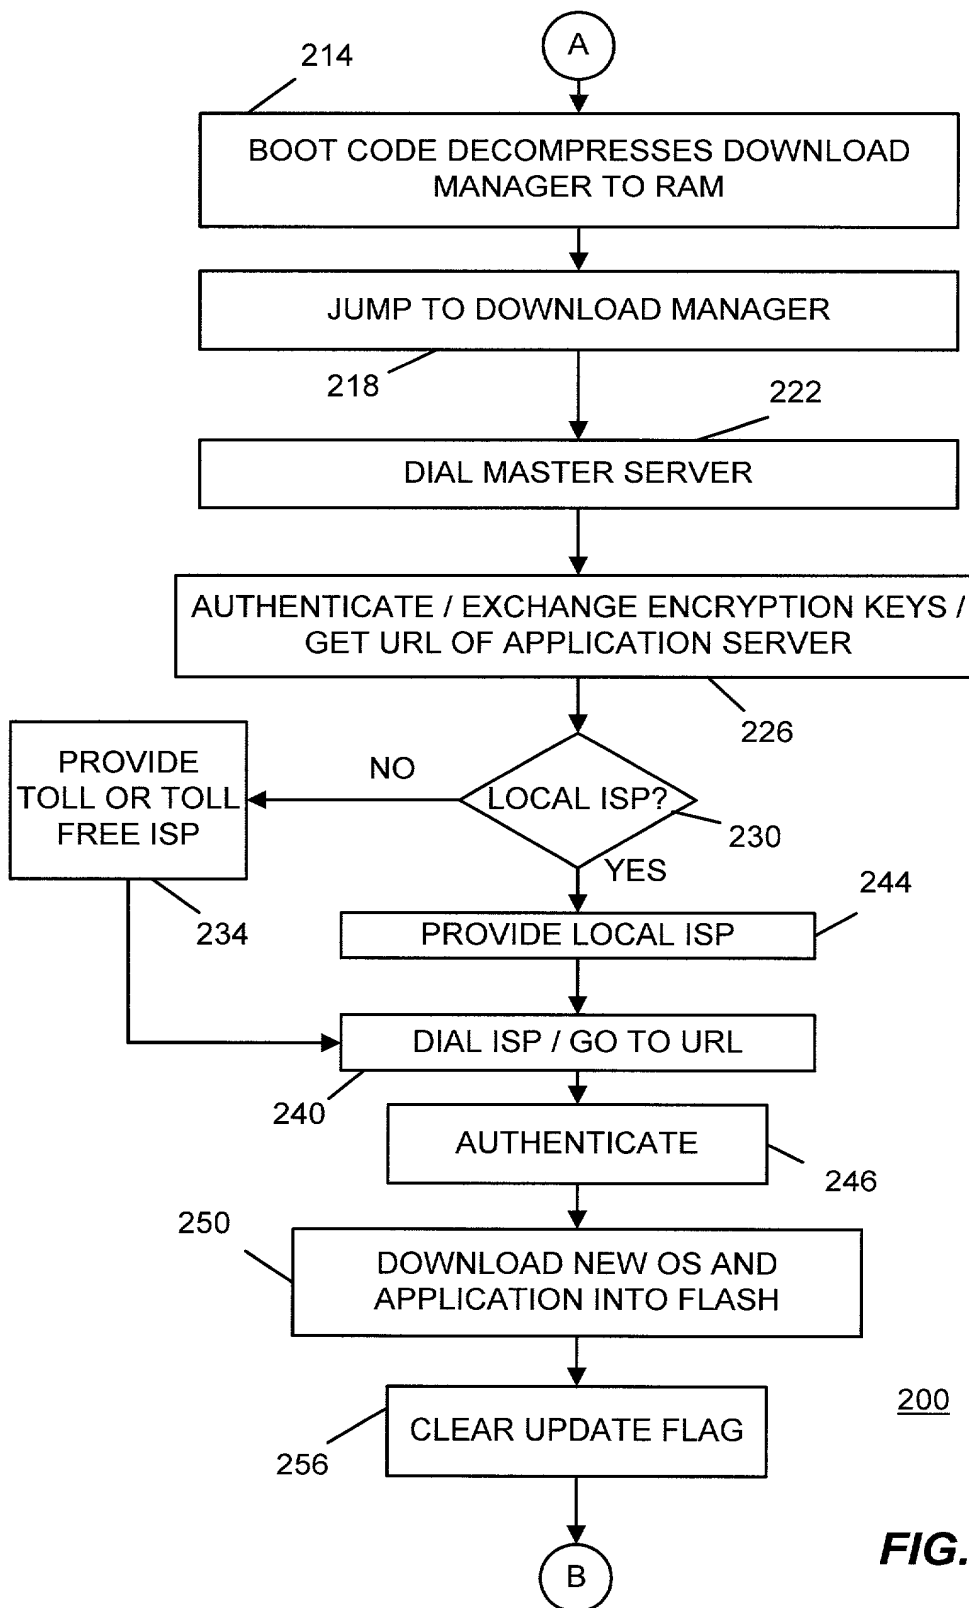 A
214
BOOT CODE DECOMPRESSES DOWNLOAD
MANAGER TO RAM
JUMP TO DOWNLOAD MANAGER
218
222
DIAL MASTER SERVER
AUTHENTICATE / EXCHANGE ENCRYPTION KEYS /
GET URL OF APPLICATION SERVER
226
PROVIDE
TOLL OR TOLL
FREE ISP
NO
LOCAL ISP?
230
YES
234
244
PROVIDE LOCAL ISP
DIAL ISP / GO TO URL
240
AUTHENTICATE
246
250
DOWNLOAD NEW OS AND
APPLICATION INTO FLASH
200
CLEAR UPDATE FLAG
256
FIG.
B